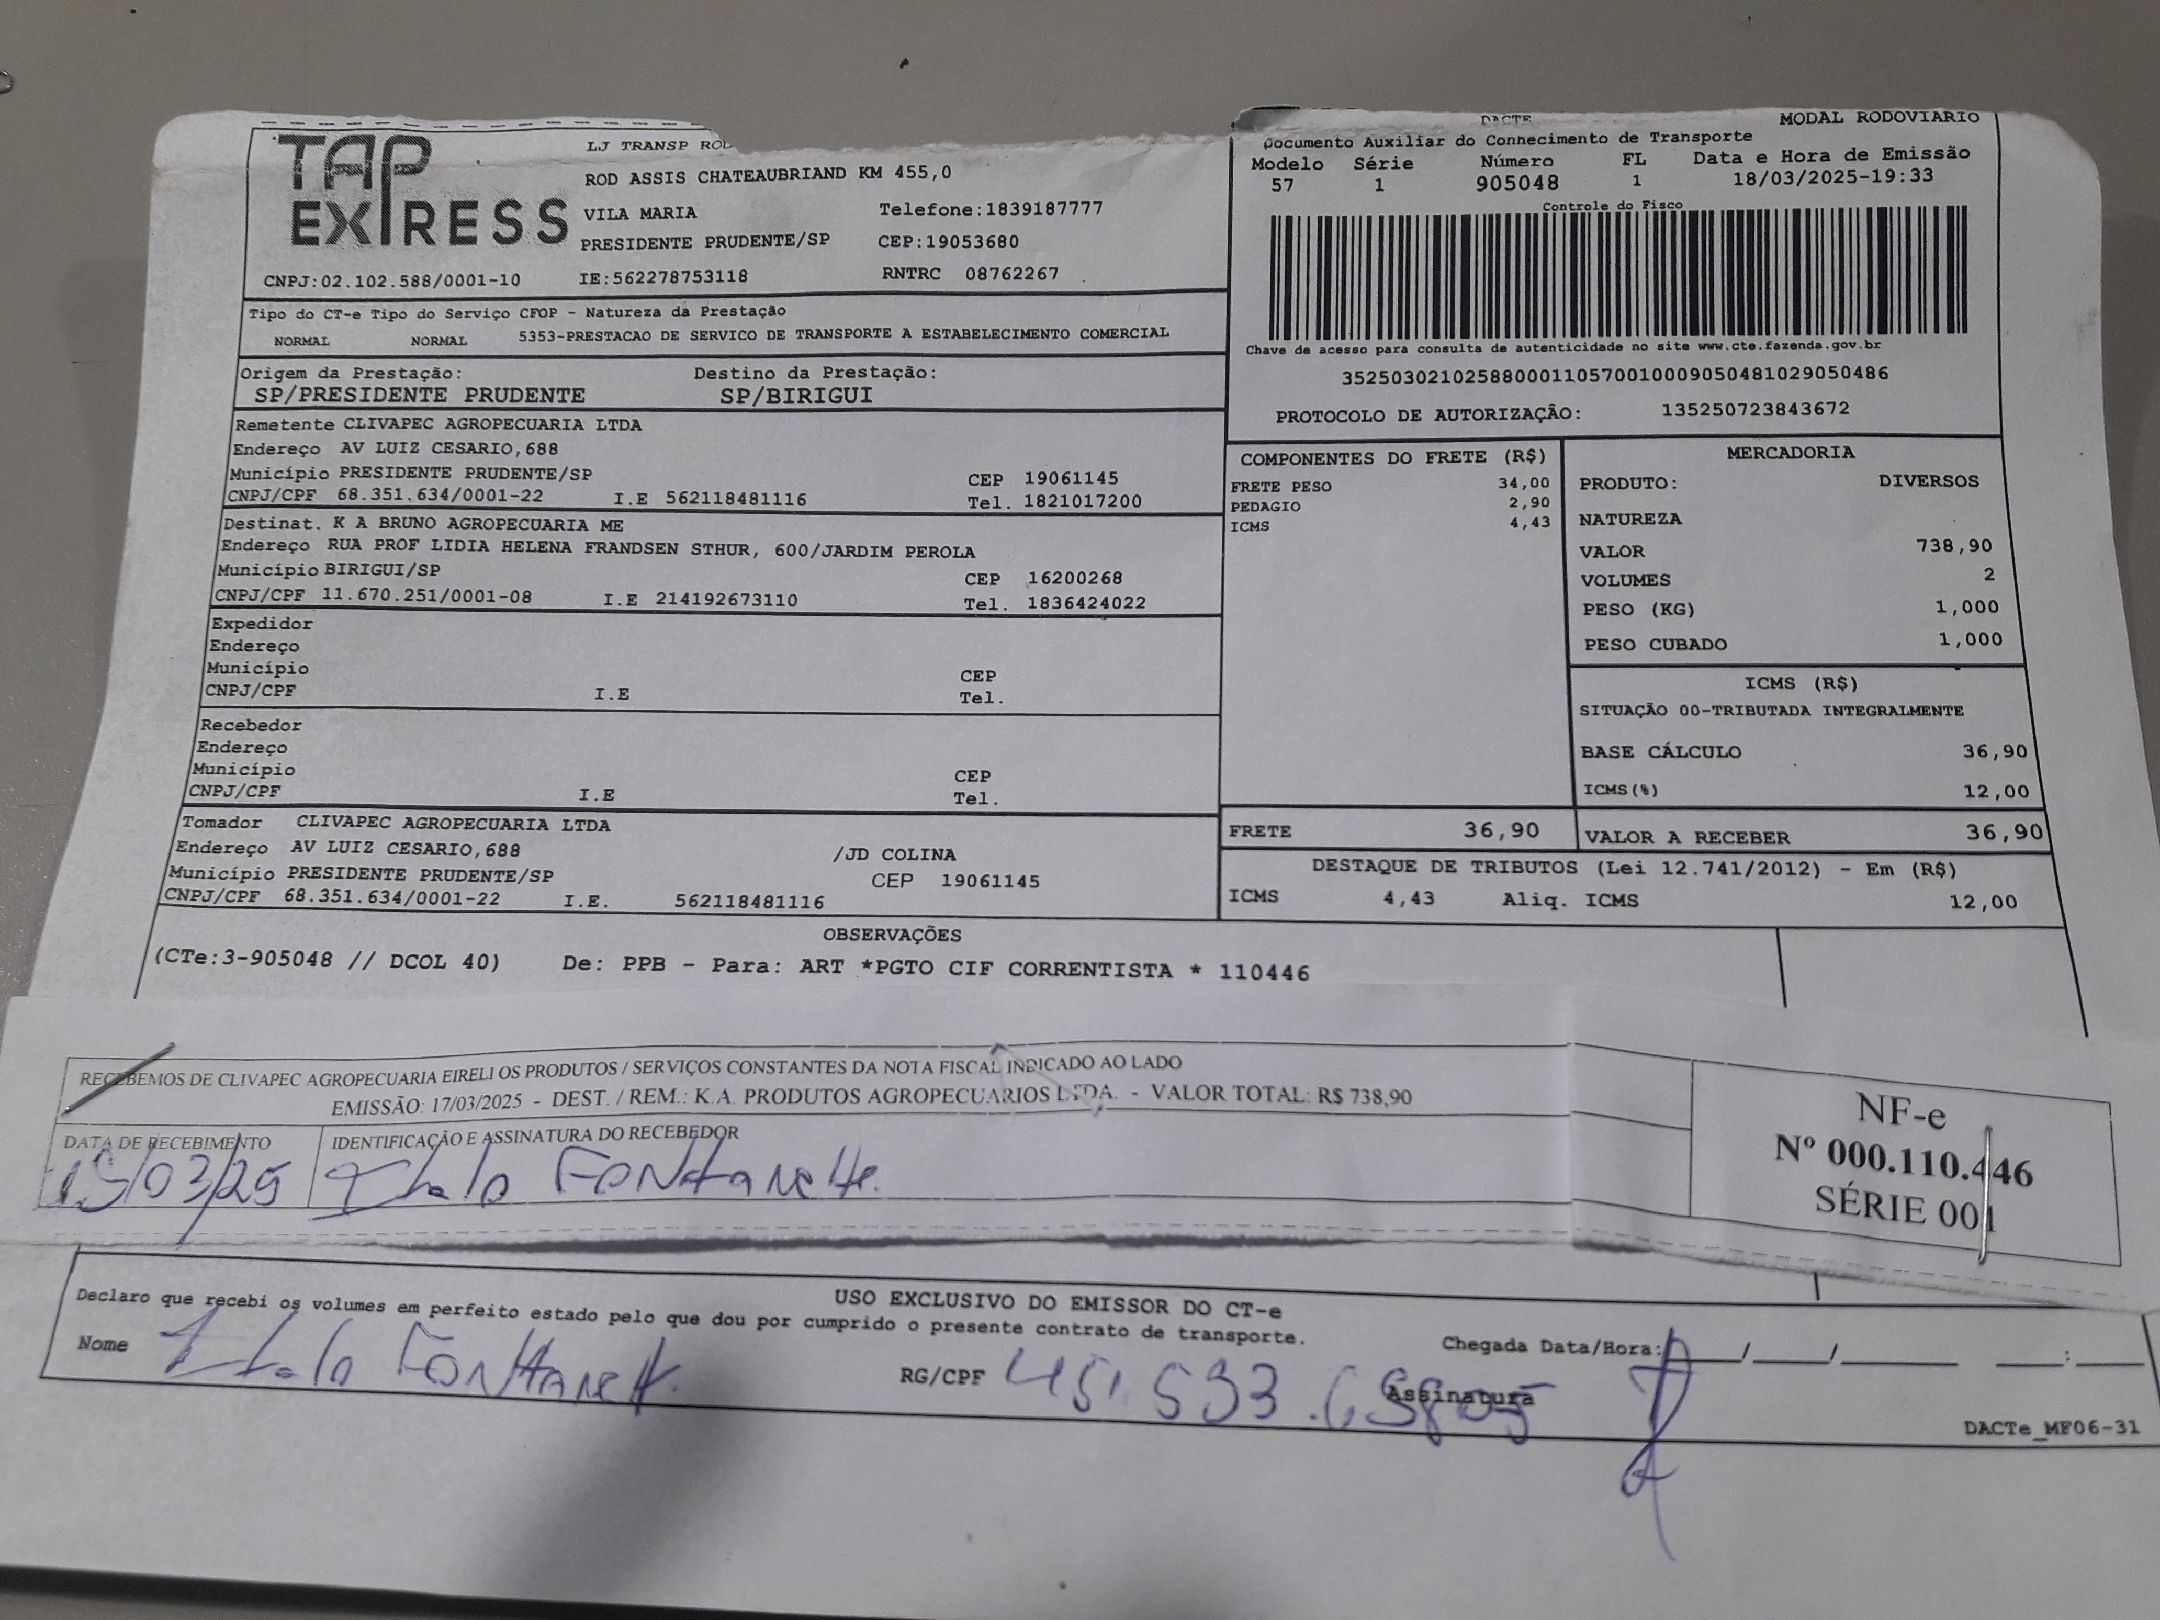 TAP EXPRESS
LJ TRANSP
ROD ASSIS CHATEAUBRIAND KM 455,0
VILA MARIA Telefone:1839187777
PRESIDENTE PRUDENTE/SP CEP:19053680
CNPJ:02.102.588/0001-10 IE:562278753118 RNTRC 08762267
Tipo do CT-e Tipo do Serviço CFOP - Natureza da Prestação
NORMAL NORMAL 5353-PRESTACAO DE SERVICO DE TRANSPORTE A ESTABELECIMENTO COMERCIAL
Origem da Prestação: Destino da Prestação:
SP/PRESIDENTE PRUDENTE SP/BIRIGUI
Remetente CLIVAPEC AGROPECUARIA LTDA
Endereço AV LUIZ CESARIO,688
Município PRESIDENTE PRUDENTE/SP CEP 19061145
CNPJ/CPF 68.351.634/0001-22 I.E 562118481116 Tel. 1821017200
Destinat. K A BRUNO AGROPECUARIA ME
Endereço RUA PROF LIDIA HELENA FRANDSEN STHUR, 600/JARDIM PEROLA
Município BIRIGUI/SP CEP 16200268
CNPJ/CPF 11.670.251/0001-08 I.E 214192673110 Tel. 1836424022
Expedidor
Endereço
Município CEP
CNPJ/CPF I.E Tel.
Recebedor
Endereço
Município CEP
CNPJ/CPF I.E Tel.
Tomador CLIVAPEC AGROPECUARIA LTDA
Endereço AV LUIZ CESARIO,688 /JD COLINA
Município PRESIDENTE PRUDENTE/SP CEP 19061145
CNPJ/CPF 68.351.634/0001-22 I.E. 562118481116
DACTE MODAL RODOVIARIO
Documento Auxiliar do Conhecimento de Transporte
Modelo Série Número FL Data e Hora de Emissão
57 1 905048 1 18/03/2025-19:33
Controle do Fisco
Chave de acesso para consulta de autenticidade no site www.cte.fazenda.gov.br
35250302102588000110570010009050481029050486
PROTOCOLO DE AUTORIZAÇÃO: 135250723843672
COMPONENTES DO FRETE (R$)
FRETE PESO 34,00
PEDAGIO 2,90
ICMS 4,43
MERCADORIA
PRODUTO: DIVERSOS
NATUREZA
VALOR 738,90
VOLUMES 2
PESO (KG) 1,000
PESO CUBADO 1,000
ICMS (R$)
SITUAÇÃO 00-TRIBUTADA INTEGRALMENTE
BASE CÁLCULO 36,90
ICMS(%) 12,00
FRETE 36,90 VALOR A RECEBER 36,90
DESTAQUE DE TRIBUTOS (Lei 12.741/2012) - Em (R$)
ICMS 4,43 Aliq. ICMS 12,00
OBSERVAÇÕES
(CTe:3-905048 // DCOL 40) De: PPB - Para: ART *PGTO CIF CORRENTISTA * 110446
RECEBEMOS DE CLIVAPEC AGROPECUARIA EIRELI OS PRODUTOS / SERVIÇOS CONSTANTES DA NOTA FISCAL INDICADO AO LADO
EMISSÃO: 17/03/2025 - DEST. / REM.: K.A. PRODUTOS AGROPECUARIOS LTDA. - VALOR TOTAL: R$ 738,90
DATA DE RECEBIMENTO IDENTIFICAÇÃO E ASSINATURA DO RECEBEDOR
NF-e
Nº 000.110.446
SÉRIE 001
USO EXCLUSIVO DO EMISSOR DO CT-e
Declaro que recebi os volumes em perfeito estado pelo que dou por cumprido o presente contrato de transporte.
Nome RG/CPF Assinatura Chegada Data/Hora: / / :
DACTe_MF06-31